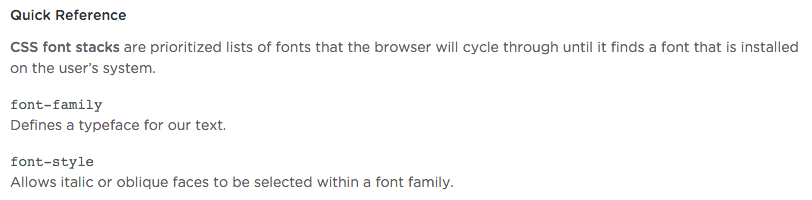 Quick Reference
CSS font stacks are prioritized lists of fonts that the browser will cycle through until it finds a font that is installed
on the user’s system.
font-family
Defines a typeface for our text.
font-style
Allows italic or oblique faces to be selected within a font family.